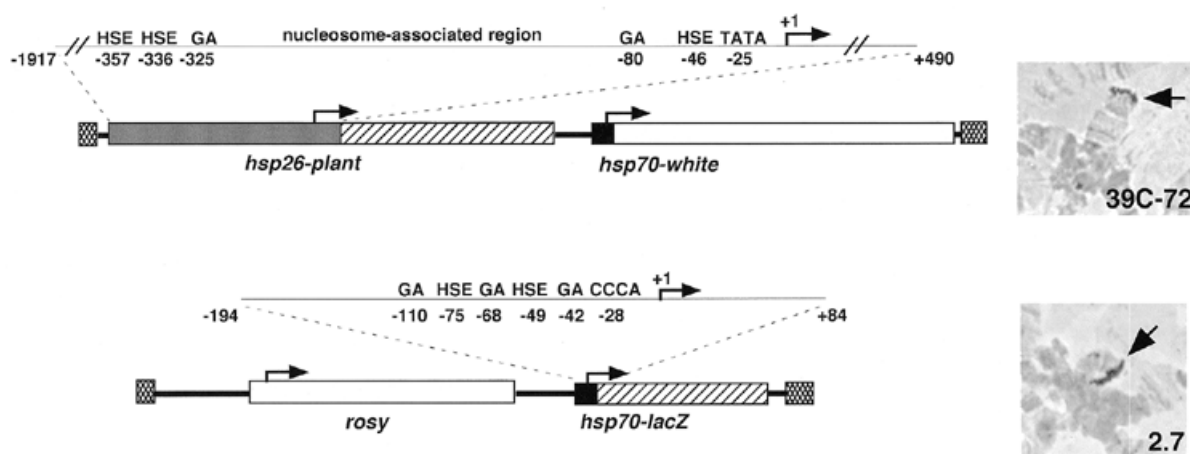 +1
HSE HSE GA nucleosome-associated region GA HSE TATA
-1917 -357 -336 -325 -80 -46 -25 +490
hsp26-plant hsp70-white
39C-72
+1
GA HSE GA HSE GA CCCA
-194 -110 -75 -68 -49 -42 -28 +84
rosy hsp70-lacZ
2.7